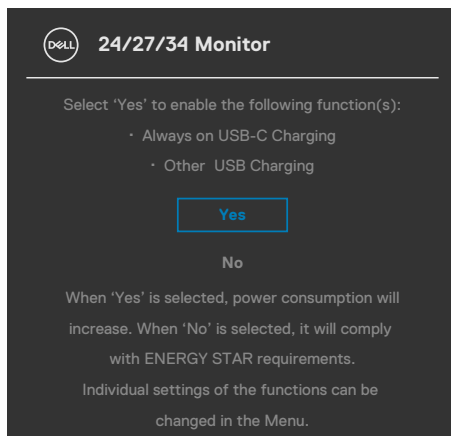 DELL 24/27/34 Monitor
Select ‘Yes’ to enable the following function(s):
· Always on USB-C Charging
· Other USB Charging
Yes
No
When ‘Yes’ is selected, power consumption will
increase. When ‘No’ is selected, it will comply
with ENERGY STAR requirements.
Individual settings of the functions can be
changed in the Menu.